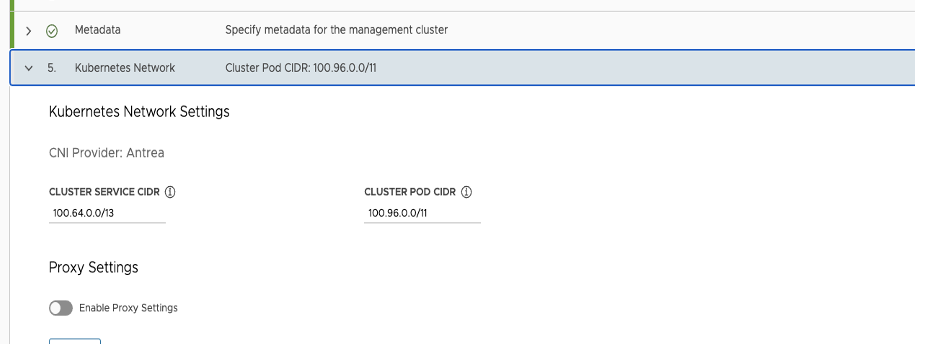 Metadata Specify metadata for the management cluster
5. Kubernetes Network Cluster Pod CIDR: 100.96.0.0/11
Kubernetes Network Settings
CNI Provider: Antrea
CLUSTER SERVICE CIDR CLUSTER POD CIDR
100.64.0.0/13 100.96.0.0/11
Proxy Settings
Enable Proxy Settings